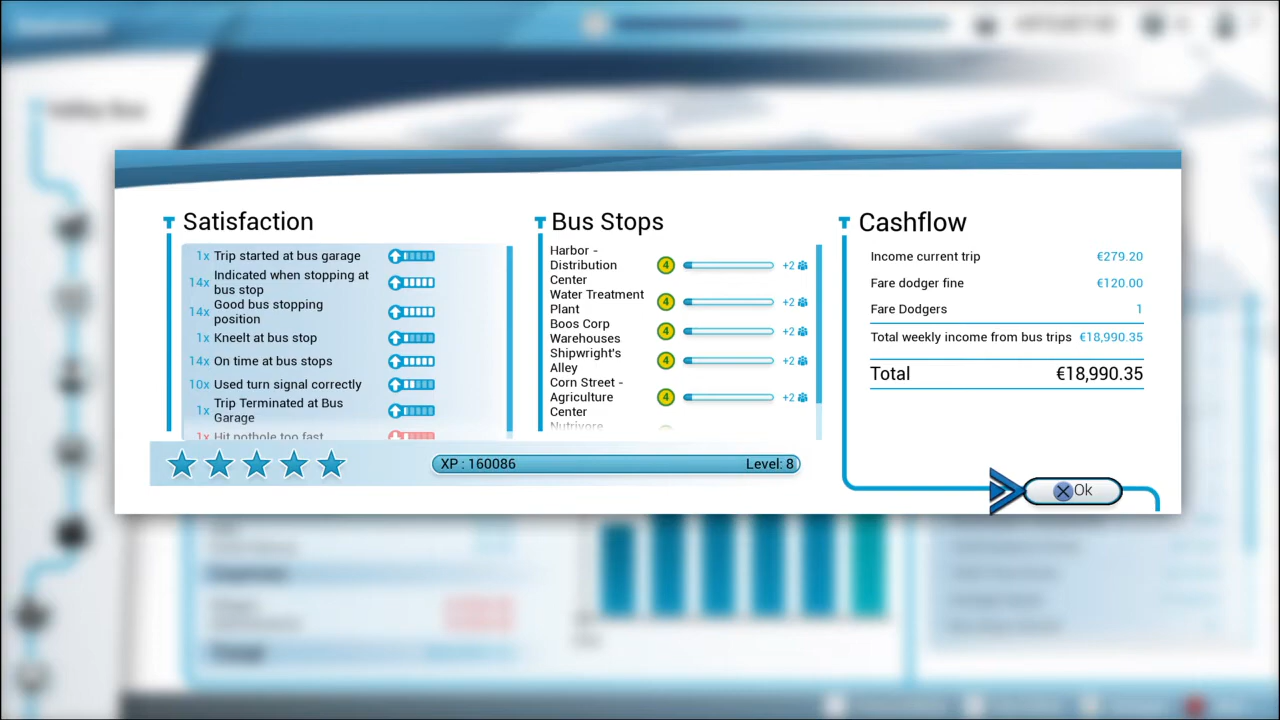 Satisfaction
1x Trip started at bus garage
14x Indicated when stopping at
bus stop
14x Good bus stopping
position
1x Kneelt at bus stop
14x On time at bus stops
10x Used turn signal correctly
1x Trip Terminated at Bus
Garage
1x Hit pothole too fast
Bus Stops
Harbor -
Distribution
Center
4 +2
Water Treatment
Plant
4 +2
Boos Corp
Warehouses
4 +2
Shipwright's
Alley
4 +2
Corn Street -
Agriculture
Center
4 +2
Nutrivore
Cashflow
Income current trip €279.20
Fare dodger fine €120.00
Fare Dodgers 1
Total weekly income from bus trips €18,990.35
Total €18,990.35
XP : 160086 Level: 8
Ok